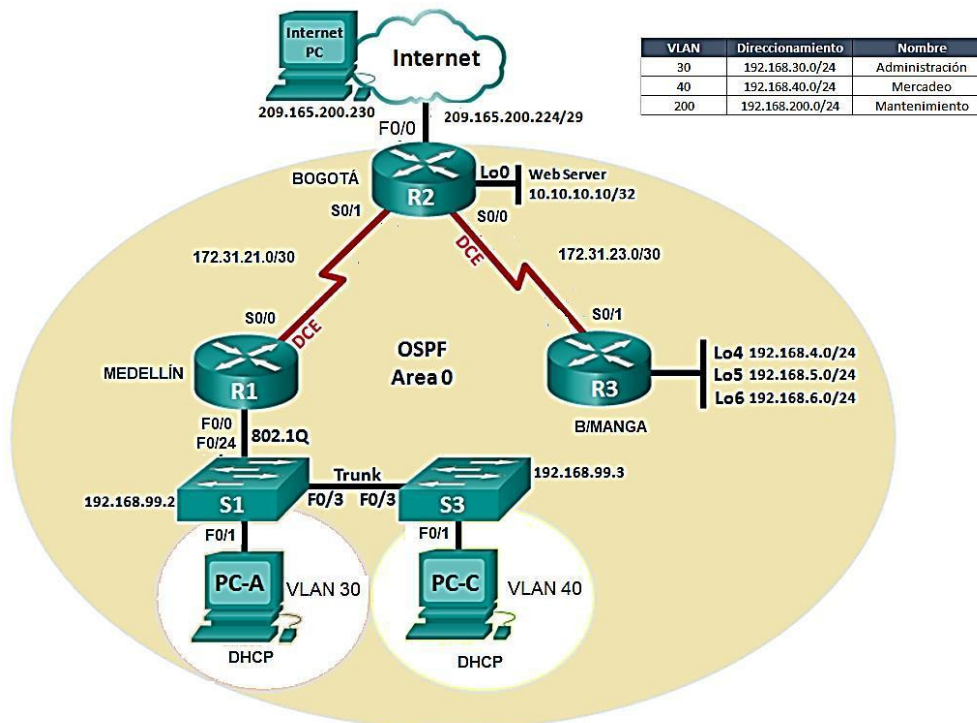 Internet
PC
Internet
209.165.200.230
209.165.200.224/29
F0/0
VLAN Direccionamiento Nombre
30 192.168.30.0/24 Administración
40 192.168.40.0/24 Mercadeo
200 192.168.200.0/24 Mantenimiento
BOGOTÁ
R2
Lo0
Web Server
10.10.10.10/32
S0/1
S0/0
DCE
172.31.21.0/30
172.31.23.0/30
S0/0
DCE
S0/1
OSPF
Area 0
MEDELLÍN
R1
R3
B/MANGA
Lo4 192.168.4.0/24
Lo5 192.168.5.0/24
Lo6 192.168.6.0/24
F0/0
F0/24
802.1Q
Trunk
192.168.99.2
S1
F0/3
F0/3
S3
192.168.99.3
F0/1
F0/1
PC-A
VLAN 30
DHCP
PC-C
VLAN 40
DHCP